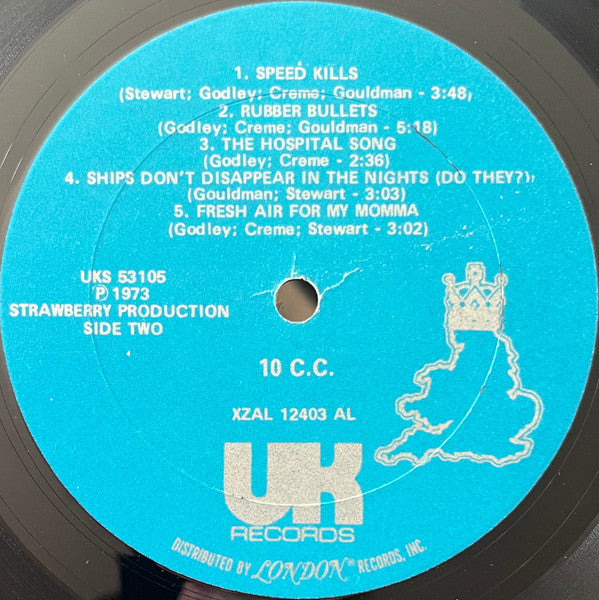 1. SPEED KILLS
(Stewart; Godley; Creme; Gouldman - 3:48)
2. RUBBER BULLETS
(Godley; Creme; Gouldman - 5:18)
3. THE HOSPITAL SONG
(Godley; Creme - 2:36)
4. SHIPS DON'T DISAPPEAR IN THE NIGHTS (DO THEY?)
(Gouldman; Stewart - 3:03)
5. FRESH AIR FOR MY MOMMA
(Godley; Creme; Stewart - 3:02)
UKS 53105
℗ 1973
STRAWBERRY PRODUCTION
SIDE TWO
10 C.C.
XZAL 12403 AL
UK
RECORDS
DISTRIBUTED BY LONDON® RECORDS, INC.